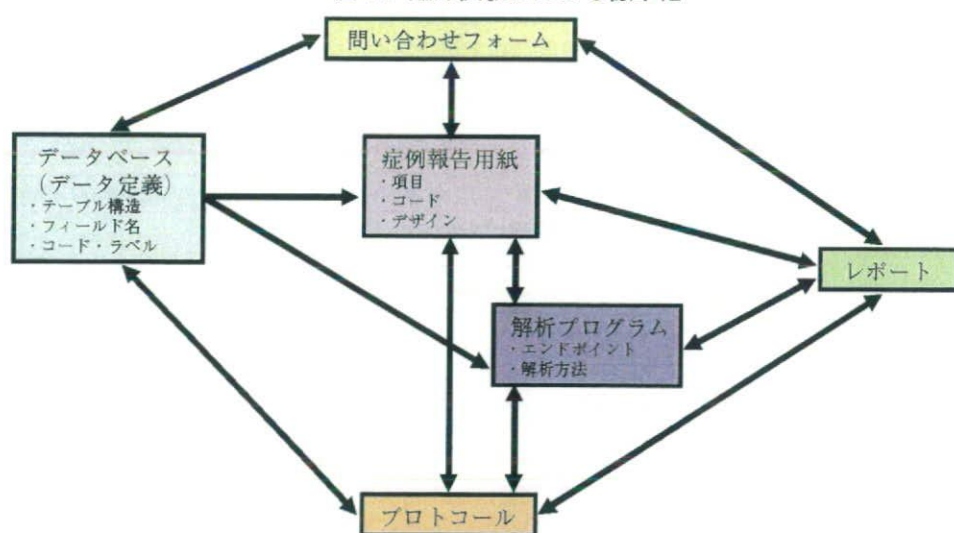 問い合わせフォーム
データベース
(データ定義)
・テーブル構造
・フィールド名
・コード・ラベル
症例報告用紙
・項目
・コード
・デザイン
レポート
解析プログラム
・エンドポイント
・解析方法
プロトコール